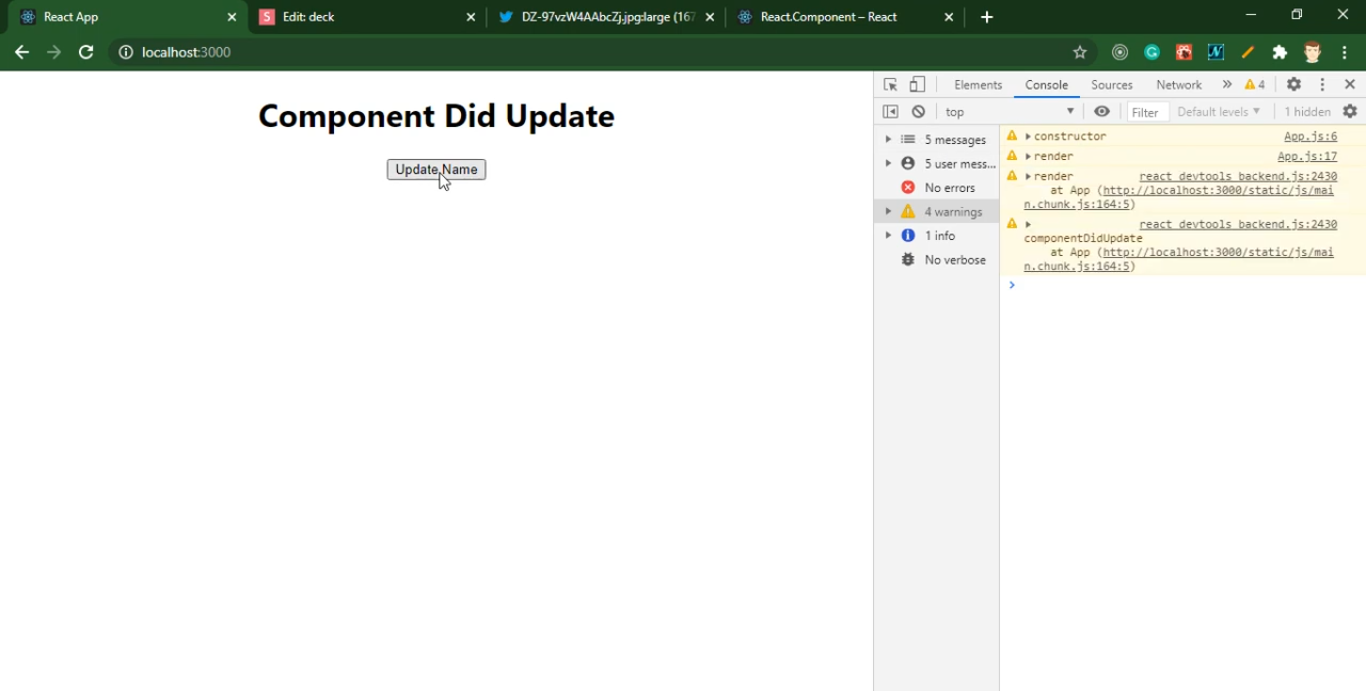 React App
Edit: deck
DZ-97vzW4AAbcZj.jpg:large (167
React.Component – React
localhost:3000
Component Did Update
Update Name
Elements Console Sources Network 4
top Filter Default levels 1 hidden
5 messages
5 user mess...
No errors
4 warnings
1 info
No verbose
constructor App.js:6
render App.js:17
render react_devtools_backend.js:2430
at App (http://localhost:3000/static/js/mai
n.chunk.js:164:5)
react_devtools_backend.js:2430
componentDidUpdate
at App (http://localhost:3000/static/js/mai
n.chunk.js:164:5)